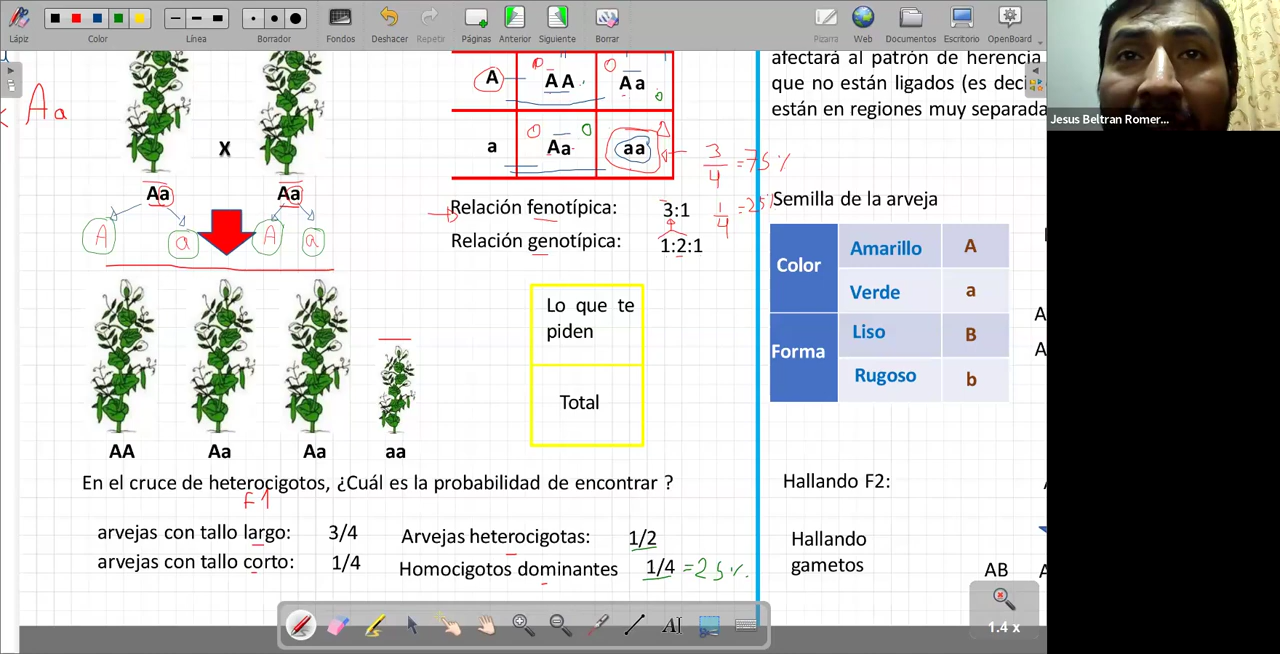 Lápiz
Color
Línea
Borrador
Fondos
Deshacer
Repetir
Páginas
Anterior
Siguiente
Borrar
Pizarra
Web
Documentos
Escritorio
OpenBoard
Jesus Beltran Romer...
Aa
X
Aa
Aa
A
a
A
a
A
AA
Aa
a
Aa
aa
3/4 = 75%
1/4 = 25%
Relación fenotípica: 3:1
Relación genotípica: 1:2:1
Lo que te
piden
Total
AA
Aa
Aa
aa
En el cruce de heterocigotos, ¿Cuál es la probabilidad de encontrar ?
F1
arvejas con tallo largo: 3/4
arvejas con tallo corto: 1/4
Arvejas heterocigotas: 1/2
Homocigotos dominantes 1/4 = 25%.
afectará al patrón de herencia
que no están ligados (es deci
están en regiones muy separada
Semilla de la arveja
Color
Amarillo A
Verde a
Forma
Liso B
Rugoso b
Hallando F2:
Hallando
gametos
AB
1.4 x